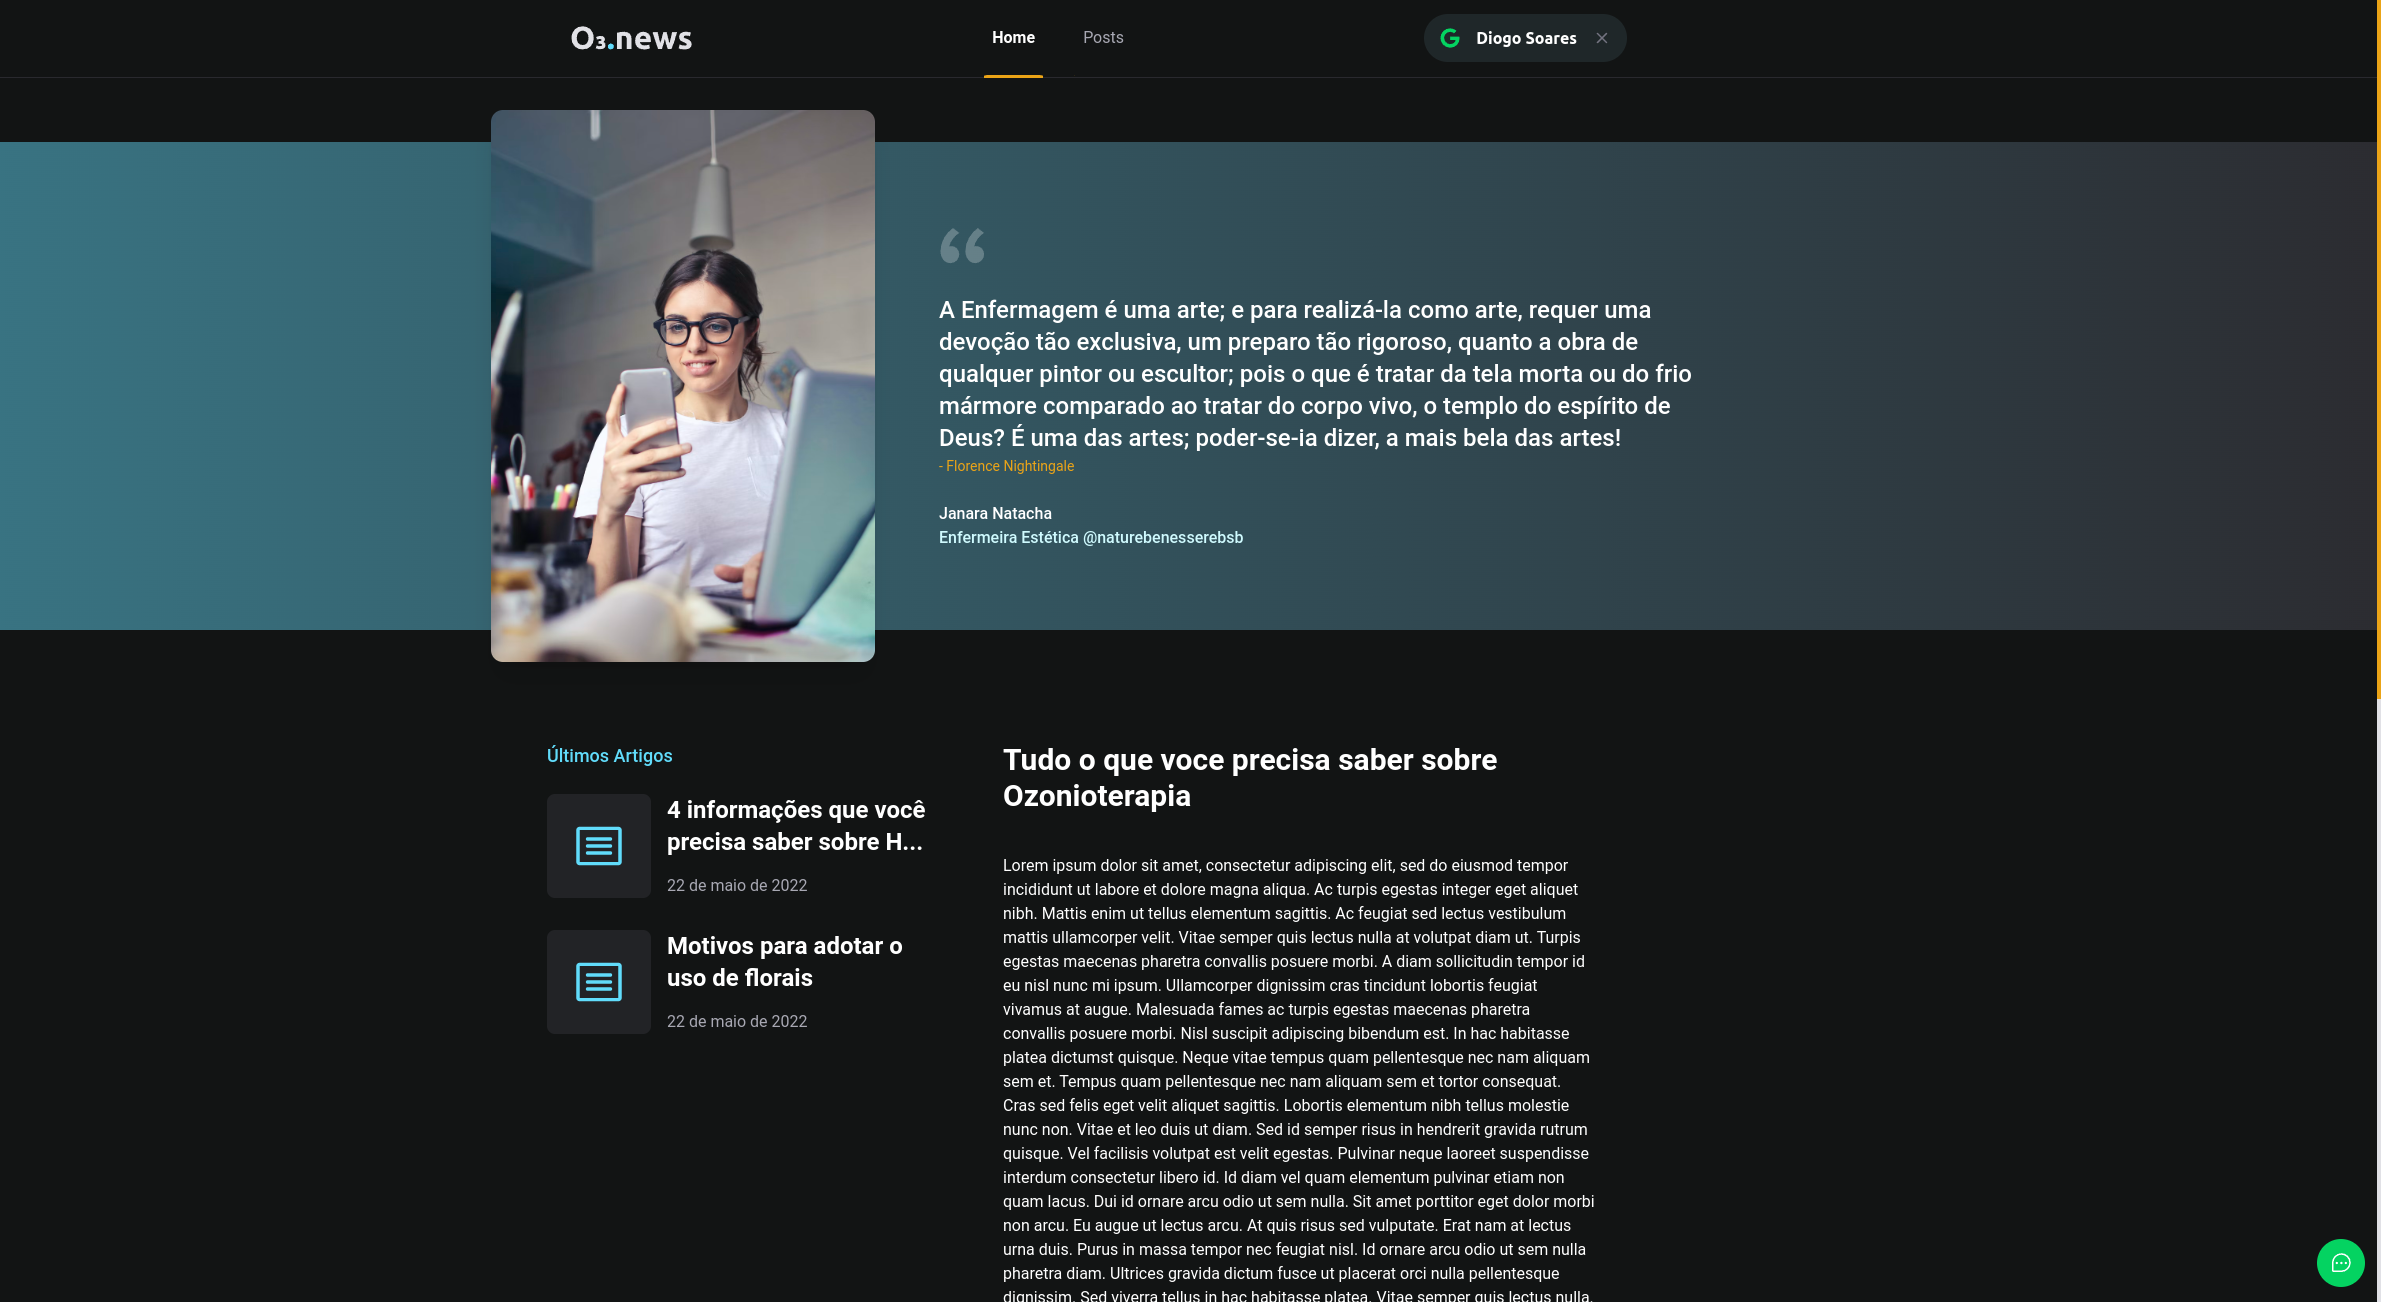 O₃.news
Home
Posts
Diogo Soares
A Enfermagem é uma arte; e para realizá-la como arte, requer uma
devoção tão exclusiva, um preparo tão rigoroso, quanto a obra de
qualquer pintor ou escultor; pois o que é tratar da tela morta ou do frio
mármore comparado ao tratar do corpo vivo, o templo do espírito de
Deus? É uma das artes; poder-se-ia dizer, a mais bela das artes!
- Florence Nightingale
Janara Natacha
Enfermeira Estética @naturebenesserebsb
Últimos Artigos
4 informações que você
precisa saber sobre H...
22 de maio de 2022
Motivos para adotar o
uso de florais
22 de maio de 2022
Tudo o que voce precisa saber sobre
Ozonioterapia
Lorem ipsum dolor sit amet, consectetur adipiscing elit, sed do eiusmod tempor
incididunt ut labore et dolore magna aliqua. Ac turpis egestas integer eget aliquet
nibh. Mattis enim ut tellus elementum sagittis. Ac feugiat sed lectus vestibulum
mattis ullamcorper velit. Vitae semper quis lectus nulla at volutpat diam ut. Turpis
egestas maecenas pharetra convallis posuere morbi. A diam sollicitudin tempor id
eu nisl nunc mi ipsum. Ullamcorper dignissim cras tincidunt lobortis feugiat
vivamus at augue. Malesuada fames ac turpis egestas maecenas pharetra
convallis posuere morbi. Nisl suscipit adipiscing bibendum est. In hac habitasse
platea dictumst quisque. Neque vitae tempus quam pellentesque nec nam aliquam
sem et. Tempus quam pellentesque nec nam aliquam sem et tortor consequat.
Cras sed felis eget velit aliquet sagittis. Lobortis elementum nibh tellus molestie
nunc non. Vitae et leo duis ut diam. Sed id semper risus in hendrerit gravida rutrum
quisque. Vel facilisis volutpat est velit egestas. Pulvinar neque laoreet suspendisse
interdum consectetur libero id. Id diam vel quam elementum pulvinar etiam non
quam lacus. Dui id ornare arcu odio ut sem nulla. Sit amet porttitor eget dolor morbi
non arcu. Eu augue ut lectus arcu. At quis risus sed vulputate. Erat nam at lectus
urna duis. Purus in massa tempor nec feugiat nisl. Id ornare arcu odio ut sem nulla
pharetra diam. Ultrices gravida dictum fusce ut placerat orci nulla pellentesque
dignissim. Sed viverra tellus in hac habitasse platea. Vitae semper quis lectus nulla.